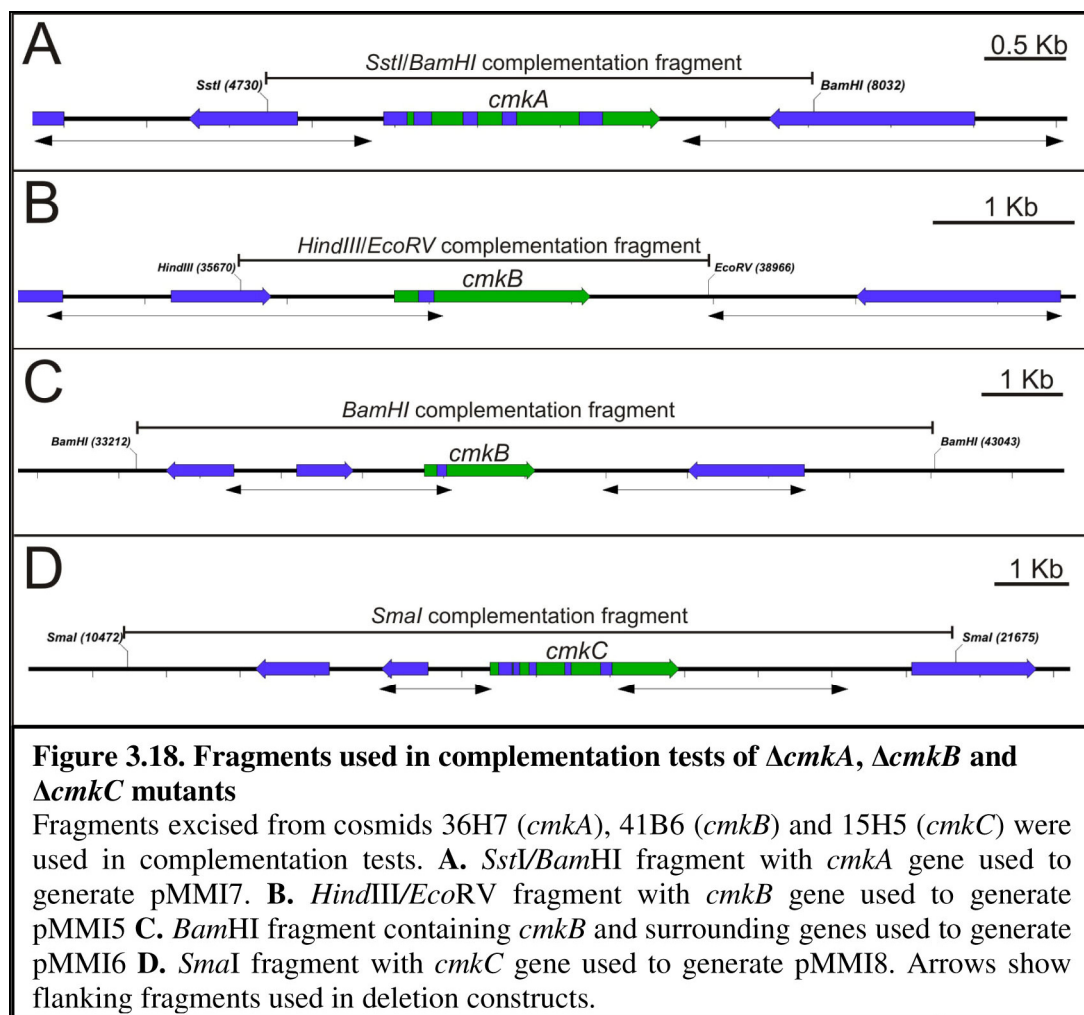 A
0.5 Kb
SstI/BamHI complementation fragment
SstI (4730)
BamHI (8032)
cmkA
B
1 Kb
HindIII/EcoRV complementation fragment
HindIII (35670)
EcoRV (38966)
cmkB
C
1 Kb
BamHI complementation fragment
BamHI (33212)
BamHI (43043)
cmkB
D
1 Kb
SmaI complementation fragment
SmaI (10472)
SmaI (21675)
cmkC
Figure 3.18. Fragments used in complementation tests of ΔcmkA, ΔcmkB and
ΔcmkC mutants
Fragments excised from cosmids 36H7 (cmkA), 41B6 (cmkB) and 15H5 (cmkC) were
used in complementation tests. A. SstI/BamHI fragment with cmkA gene used to
generate pMMI7. B. HindIII/EcoRV fragment with cmkB gene used to generate
pMMI5 C. BamHI fragment containing cmkB and surrounding genes used to generate
pMMI6 D. SmaI fragment with cmkC gene used to generate pMMI8. Arrows show
flanking fragments used in deletion constructs.